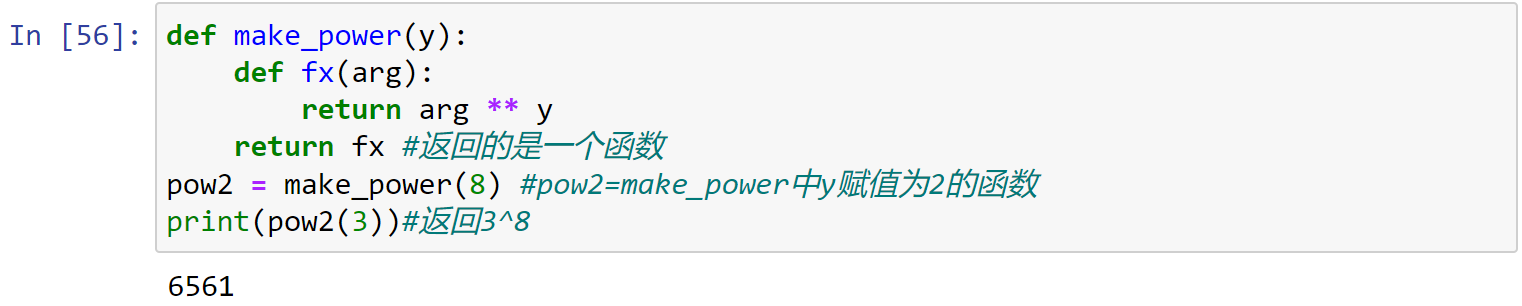 In [56]: def make_power(y):
    def fx(arg):
        return arg ** y
    return fx #返回的是一个函数
pow2 = make_power(8) #pow2=make_power中y赋值为2的函数
print(pow2(3))#返回3^8
6561